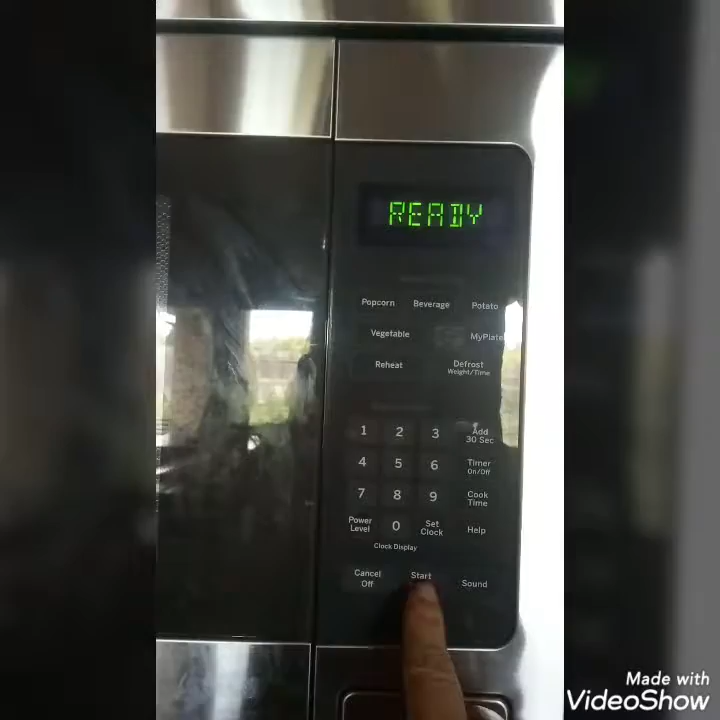 READY
Popcorn Beverage Potato
Vegetable MyPlate
Reheat Defrost
Weight/Time
1 2 3 Add
30 Sec
4 5 6 Timer
On/Off
7 8 9 Cook
Time
Power
Level 0 Set
Clock Help
Clock Display
Cancel
Off Start Sound
Made with
VideoShow